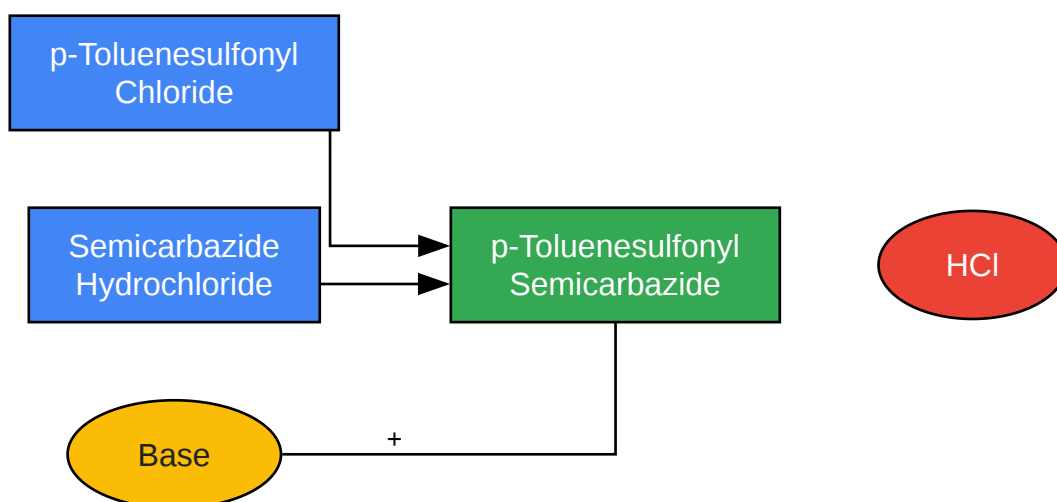 p-Toluenesulfonyl
Chloride
Semicarbazide
Hydrochloride
p-Toluenesulfonyl
Semicarbazide
HCl
+
Base